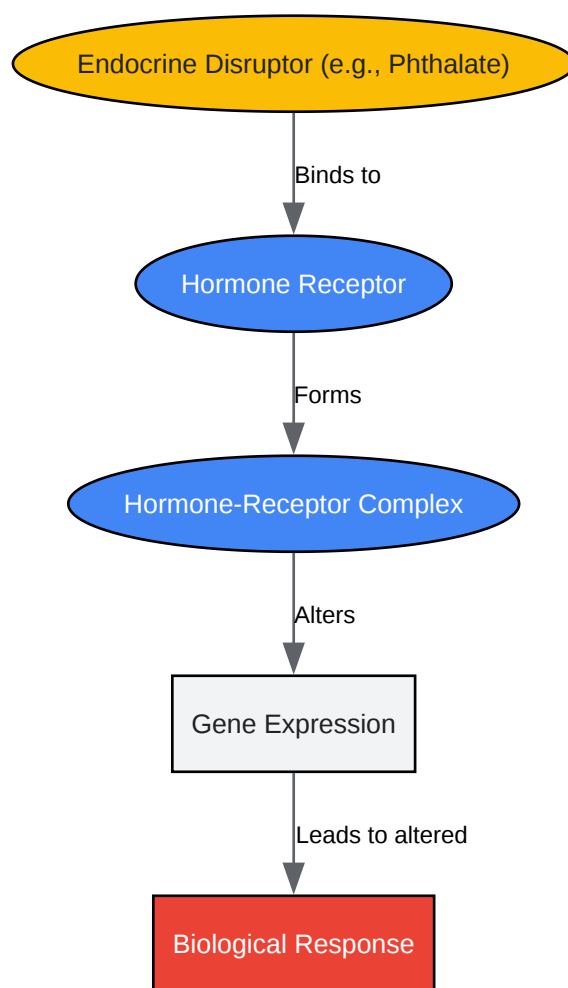 Endocrine Disruptor (e.g., Phthalate)
Binds to
Hormone Receptor
Forms
Hormone-Receptor Complex
Alters
Gene Expression
Leads to altered
Biological Response